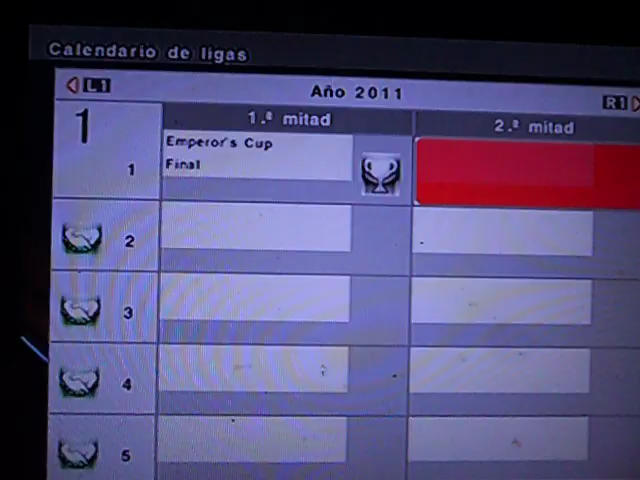 Calendario de ligas
L1
Año 2011
R1
1
1.ª mitad
2.ª mitad
Emperor's Cup
Final
1
2
3
4
5